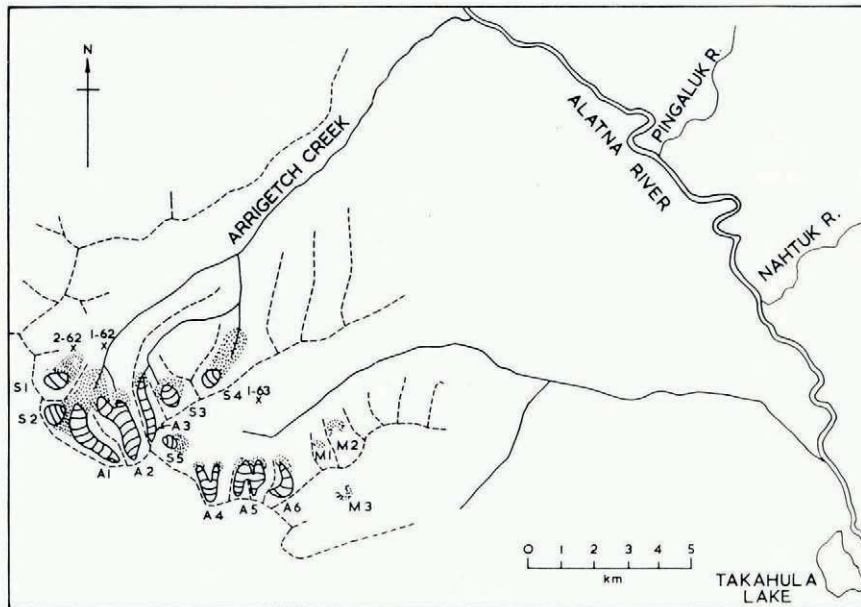 N
ARRIGETCH CREEK
ALATNA RIVER
PINGALUK R.
NAHTUK R.
2-62
x
1-62
x
S1
S2
S3
S4
1-63
x
A3
S5
A1
A2
A4
A5
A6
M1
M2
M3
0 1 2 3 4 5
km
TAKAHULA
LAKE